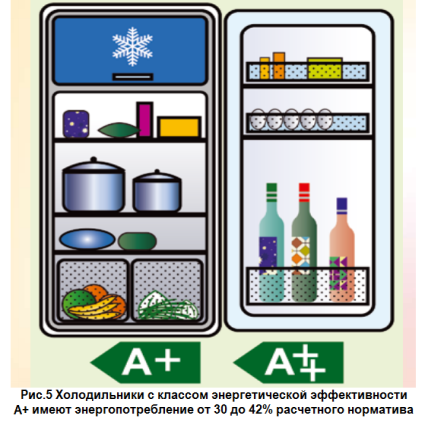 A+
A++
Рис.5 Холодильники с классом энергетической эффективности
А+ имеют энергопотребление от 30 до 42% расчетного норматива